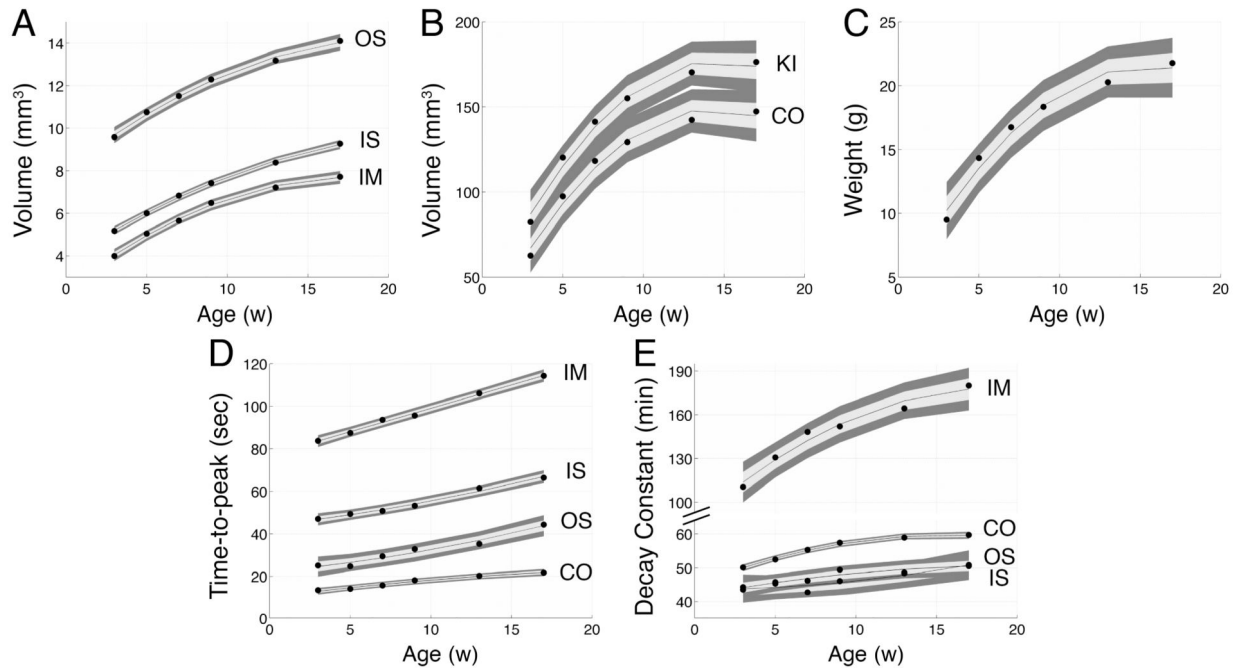 A
Volume (mm³)
14
12
10
8
6
4
0
5
10
15
20
Age (w)
OS
IS
IM
B
Volume (mm³)
200
150
100
50
0
5
10
15
20
Age (w)
KI
CO
C
Weight (g)
25
20
15
10
5
0
5
10
15
20
Age (w)
D
Time-to-peak (sec)
120
100
80
60
40
20
0
0
5
10
15
20
Age (w)
IM
IS
OS
CO
E
Decay Constant (min)
190
160
130
100
60
50
40
0
5
10
15
20
Age (w)
IM
CO
OS
IS